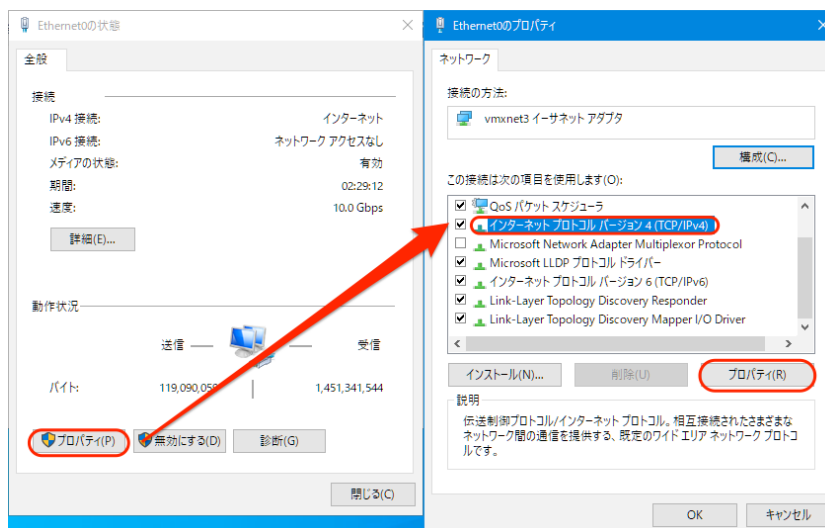 Ethernet0の状態
全般
接続
IPv4 接続: インターネット
IPv6 接続: ネットワーク アクセスなし
メディアの状態: 有効
期間: 02:29:12
速度: 10.0 Gbps
詳細(E)...
動作状況
送信 受信
バイト: 119,090,05 1,451,341,544
プロパティ(P) 無効にする(D) 診断(G)
閉じる(C)
Ethernet0のプロパティ
ネットワーク
接続の方法:
vmxnet3 イーサネット アダプタ
構成(C)...
この接続は次の項目を使用します(O):
QoS パケット スケジューラ
インターネット プロトコル バージョン 4 (TCP/IPv4)
Microsoft Network Adapter Multiplexor Protocol
Microsoft LLDP プロトコル ドライバー
インターネット プロトコル バージョン 6 (TCP/IPv6)
Link-Layer Topology Discovery Responder
Link-Layer Topology Discovery Mapper I/O Driver
インストール(N)... 削除(U) プロパティ(R)
説明
伝送制御プロトコル/インターネット プロトコル。相互接続されたさまざまな
ネットワーク間の通信を提供する、既定のワイド エリア ネットワーク プロトコ
ルです。
OK キャンセル